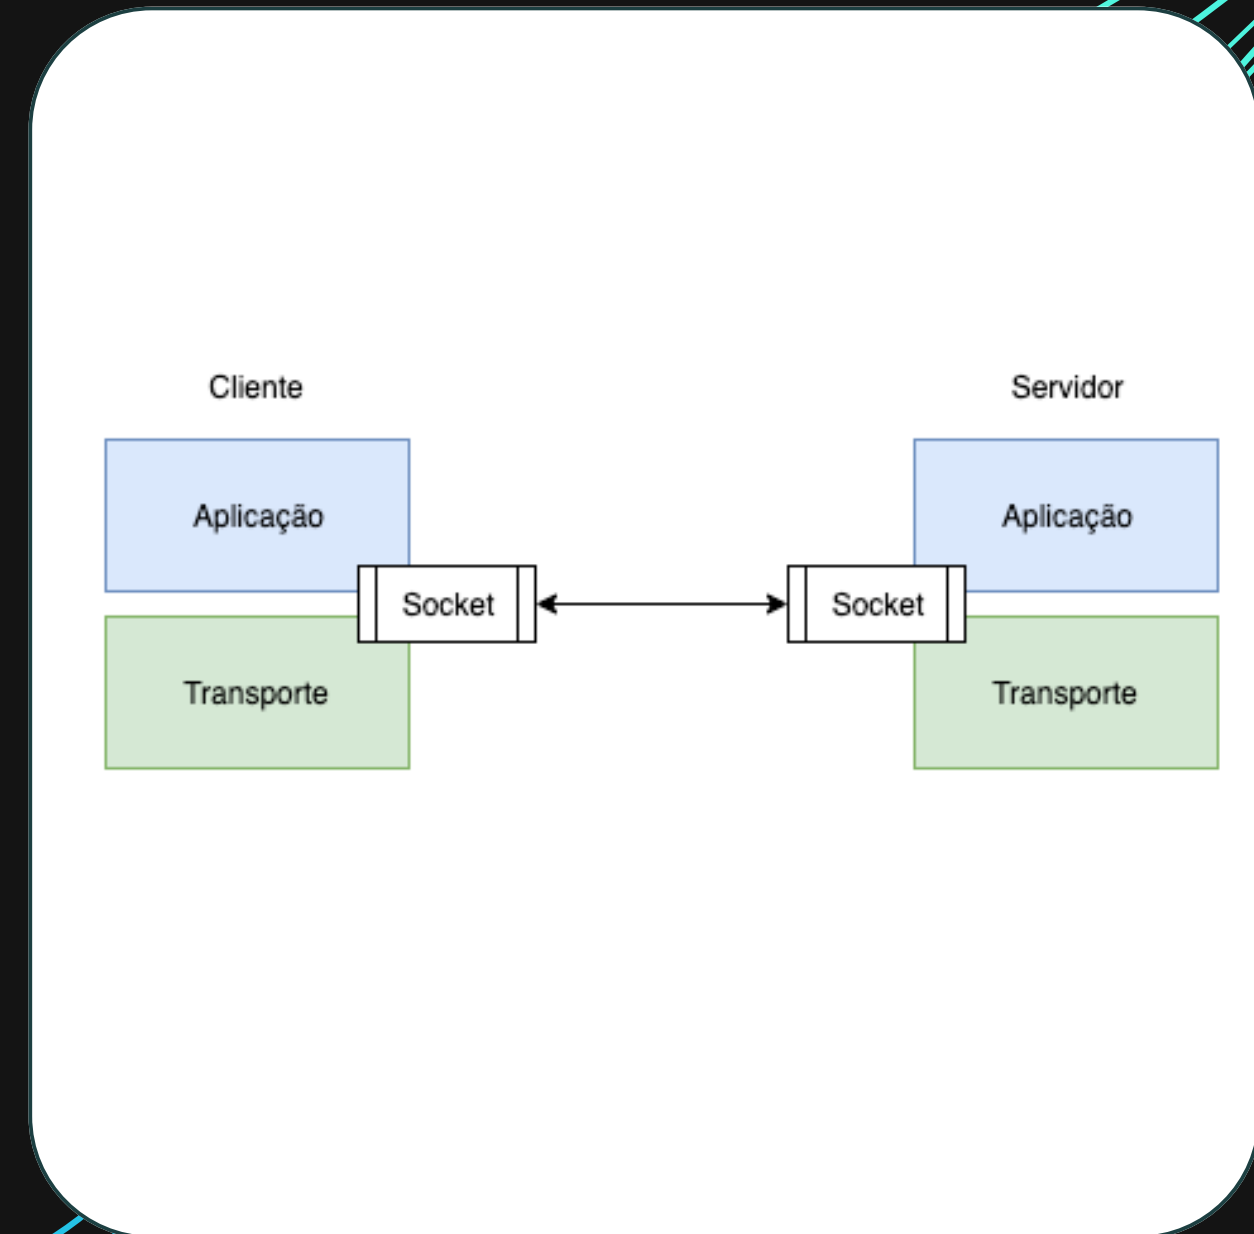 Cliente
Servidor
Aplicação
Aplicação
Socket
Socket
Transporte
Transporte